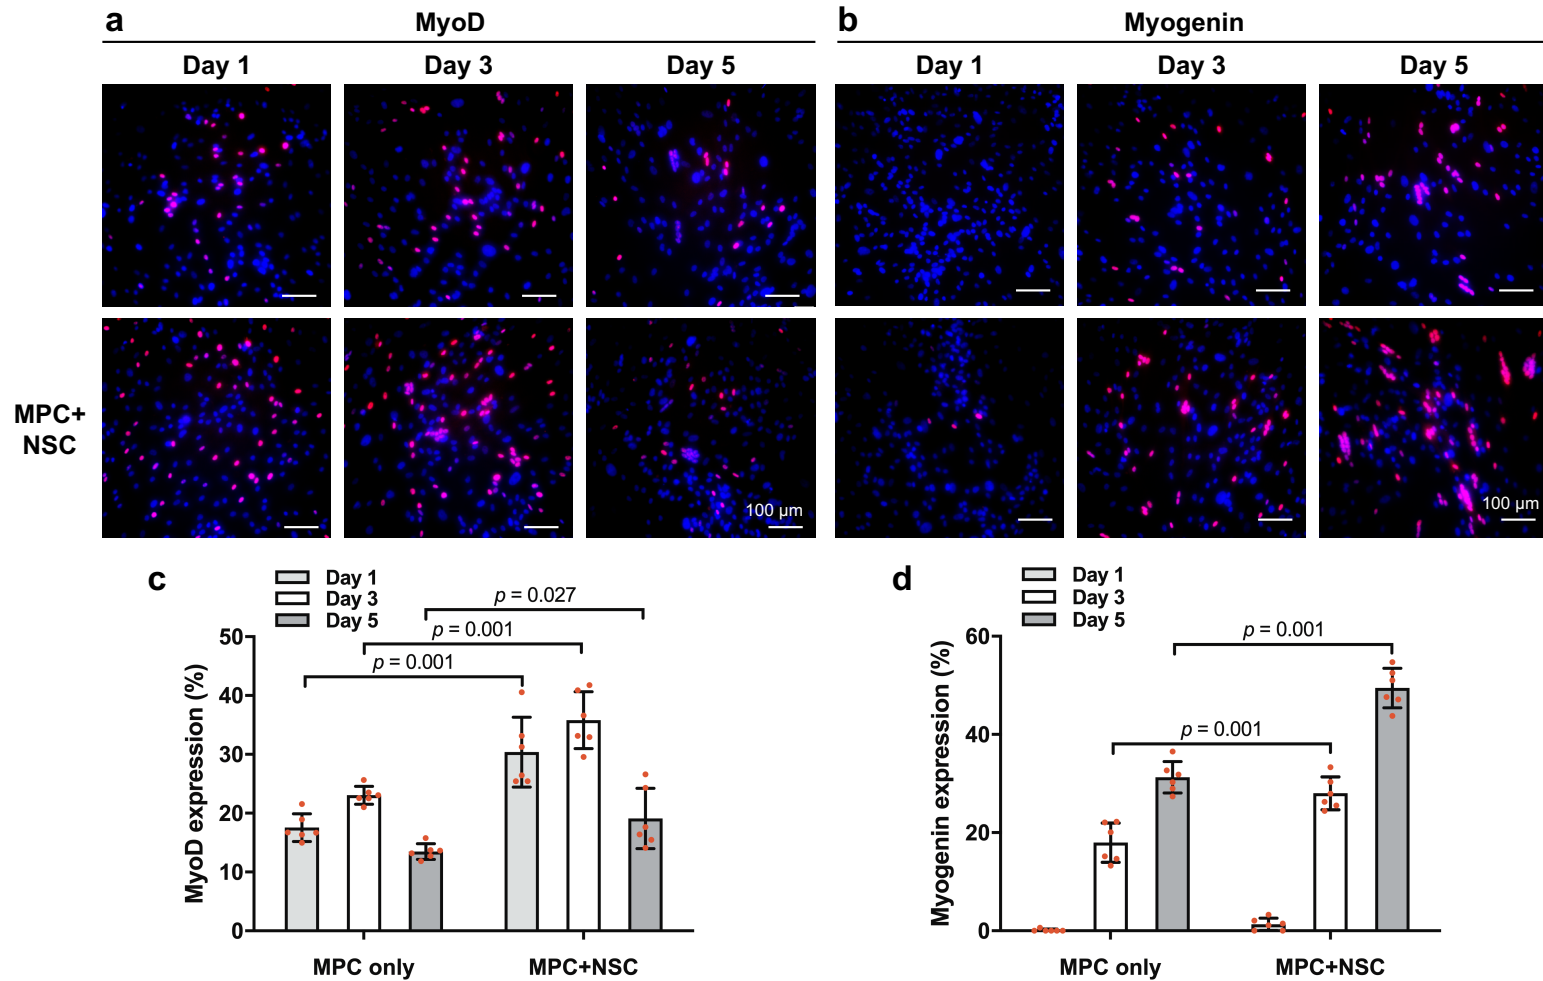 a
MyoD
b
Myogenin
Day 1
Day 3
Day 5
Day 1
Day 3
Day 5
MPC+
NSC
100 µm
100 µm
c
Day 1
Day 3
Day 5
p = 0.027
p = 0.001
p = 0.001
50
40
30
20
10
0
MyoD expression (%)
MPC only
MPC+NSC
d
Day 1
Day 3
Day 5
p = 0.001
p = 0.001
60
40
20
0
Myogenin expression (%)
MPC only
MPC+NSC